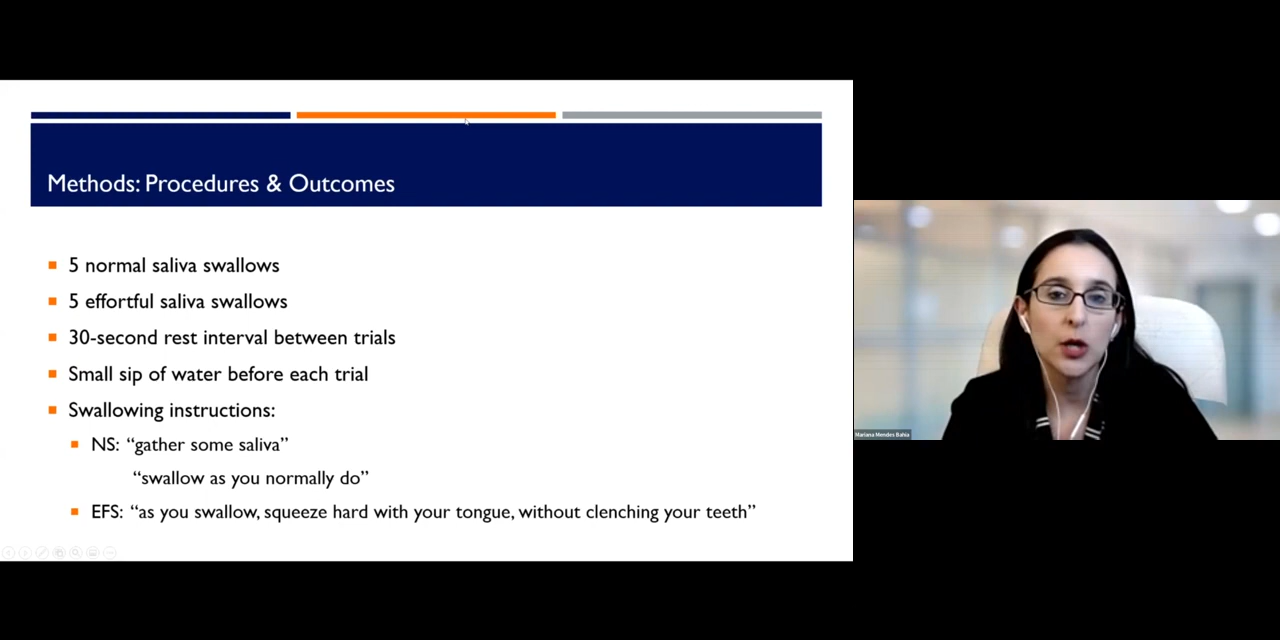 Methods: Procedures & Outcomes
5 normal saliva swallows
5 effortful saliva swallows
30-second rest interval between trials
Small sip of water before each trial
Swallowing instructions:
NS: “gather some saliva”
“swallow as you normally do”
EFS: “as you swallow, squeeze hard with your tongue, without clenching your teeth”
Mariana Mendes Bahia